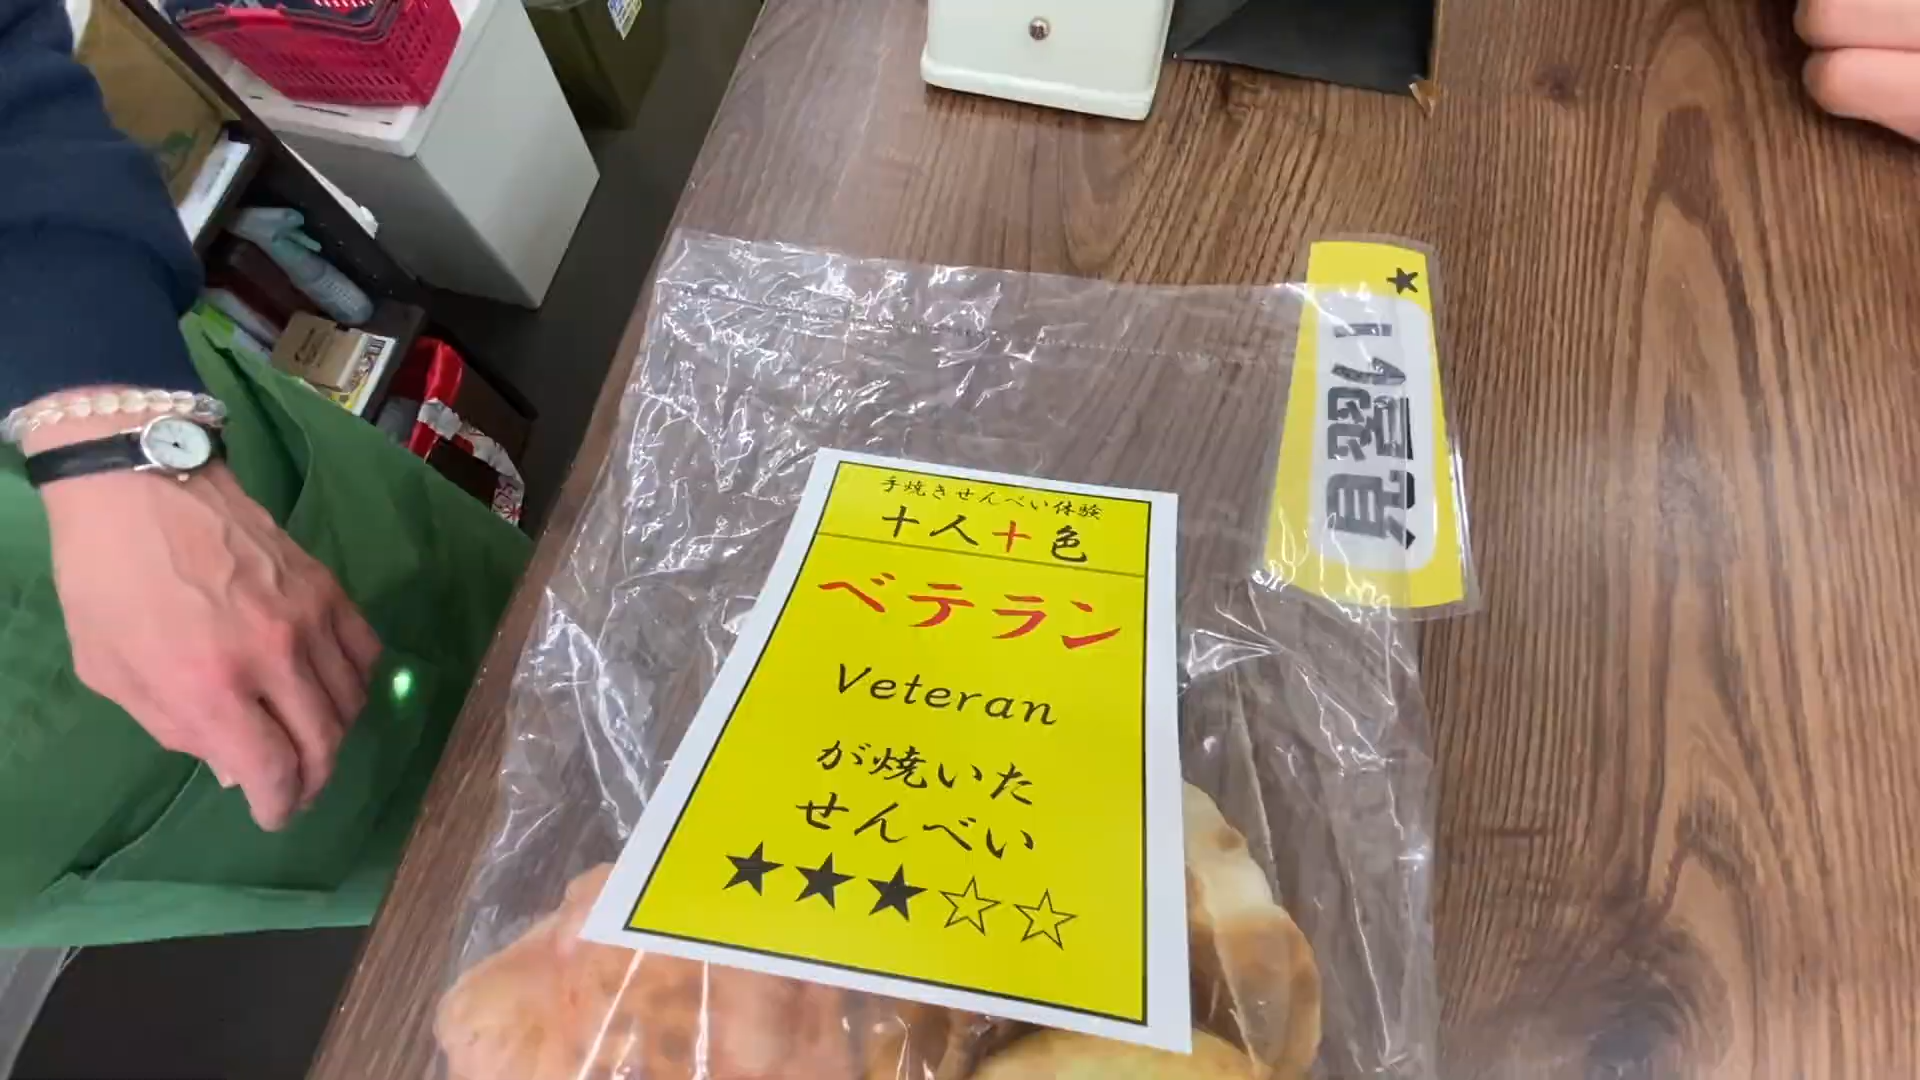 手焼きせんべい体験
十人十色
ベテラン
Veteran
が焼いた
せんべい
★★★☆☆
★
見習い